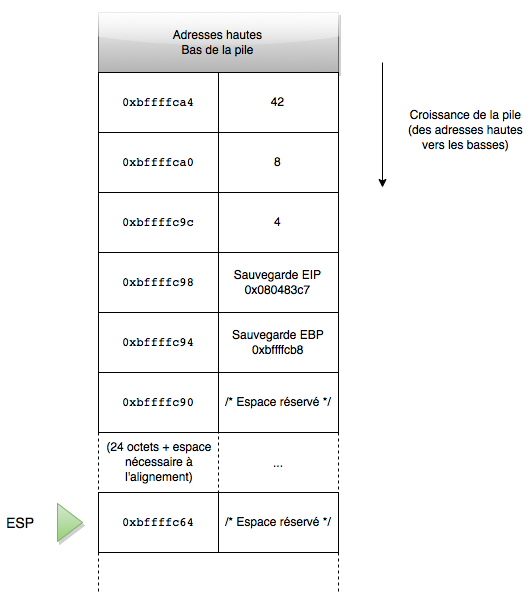 Adresses hautes
Bas de la pile
0xbffffca4 42
Croissance de la pile
(des adresses hautes
vers les basses)
0xbffffca0 8
0xbffffc9c 4
0xbffffc98 Sauvegarde EIP
0x080483c7
0xbffffc94 Sauvegarde EBP
0xbffffcb8
0xbffffc90 /* Espace réservé */
(24 octets + espace
nécessaire à
l'alignement)
...
ESP
0xbffffc64 /* Espace réservé */